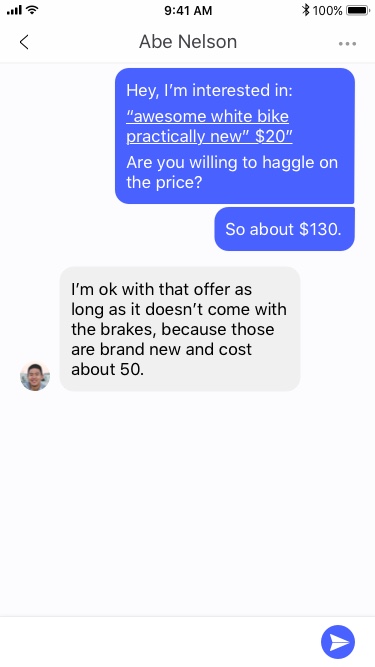 9:41 AM 100%
Abe Nelson
Hey, I’m interested in:
“awesome white bike
practically new” $20”
Are you willing to haggle on
the price?
So about $130.
I’m ok with that offer as
long as it doesn’t come with
the brakes, because those
are brand new and cost
about 50.